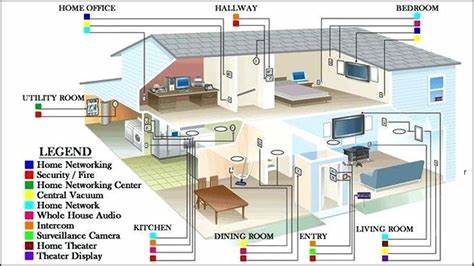 HOME OFFICE
HALLWAY
BEDROOM
UTILITY ROOM
LEGEND
Home Networking
Security / Fire
Home Networking Center
Central Vacuum
Home Network
Whole House Audio
Intercom
Surveillance Camera
Home Theater
Theater Display
KITCHEN
DINING ROOM
ENTRY
LIVING ROOM
r